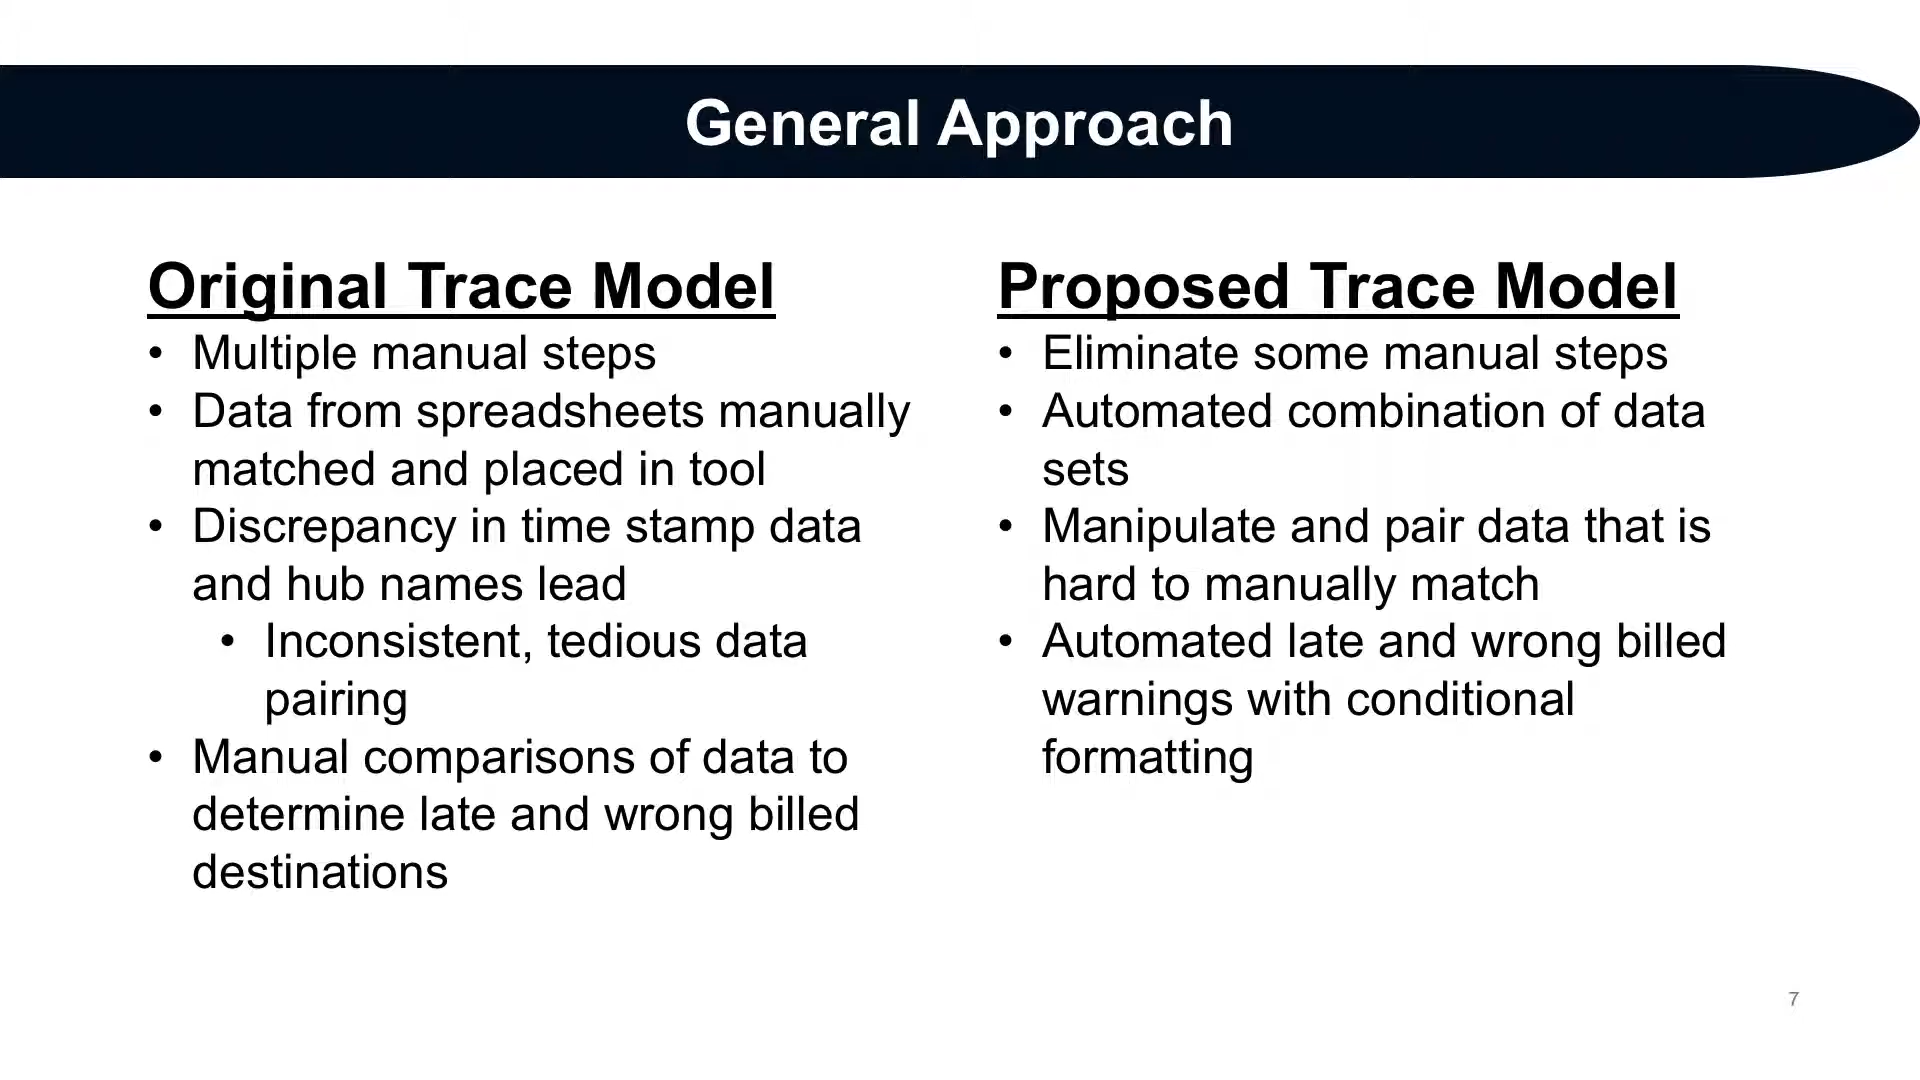 General Approach
Original Trace Model
• Multiple manual steps
• Data from spreadsheets manually
matched and placed in tool
• Discrepancy in time stamp data
and hub names lead
• Inconsistent, tedious data
pairing
• Manual comparisons of data to
determine late and wrong billed
destinations
Proposed Trace Model
• Eliminate some manual steps
• Automated combination of data
sets
• Manipulate and pair data that is
hard to manually match
• Automated late and wrong billed
warnings with conditional
formatting
7